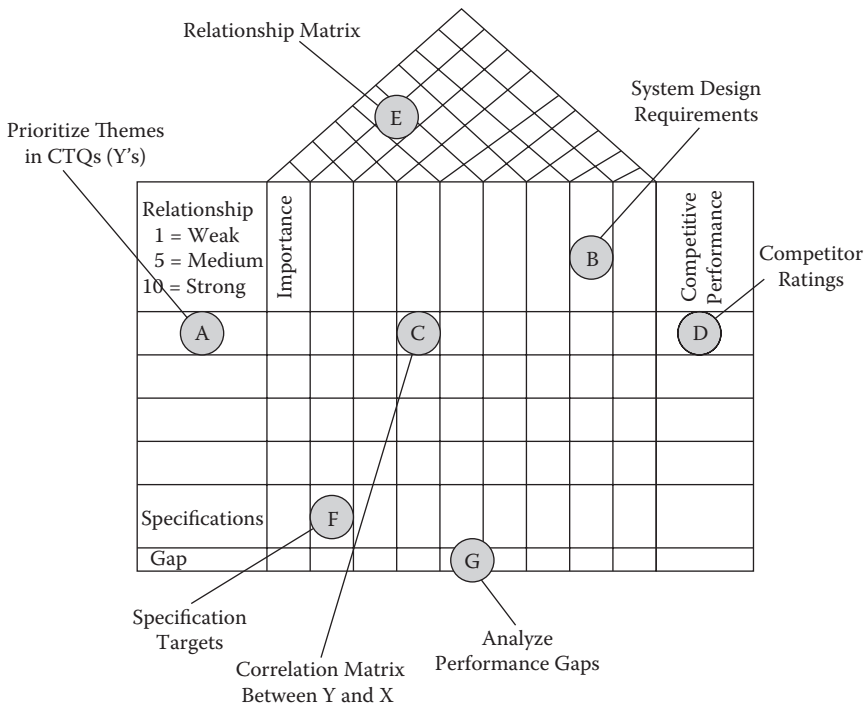 Relationship Matrix
E
System Design
Requirements
Prioritize Themes
in CTQs (Y's)
Relationship
1 = Weak
5 = Medium
10 = Strong
Importance
B
Competitive
Performance
Competitor
Ratings
A
C
D
Specifications
F
Gap
G
Specification
Targets
Correlation Matrix
Between Y and X
Analyze
Performance Gaps